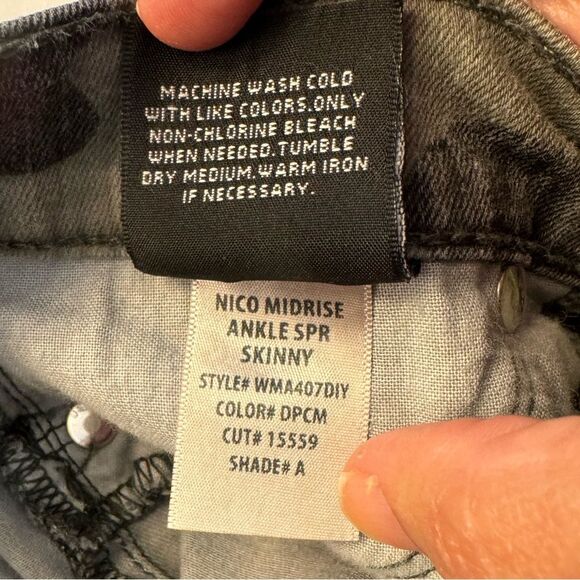 MACHINE WASH COLD
WITH LIKE COLORS.ONLY
NON-CHLORINE BLEACH
WHEN NEEDED.TUMBLE
DRY MEDIUM.WARM IRON
IF NECESSARY.
NICO MIDRISE
ANKLE SPR
SKINNY
STYLE# WMA407DIY
COLOR# DPCM
CUT# 15559
SHADE# A